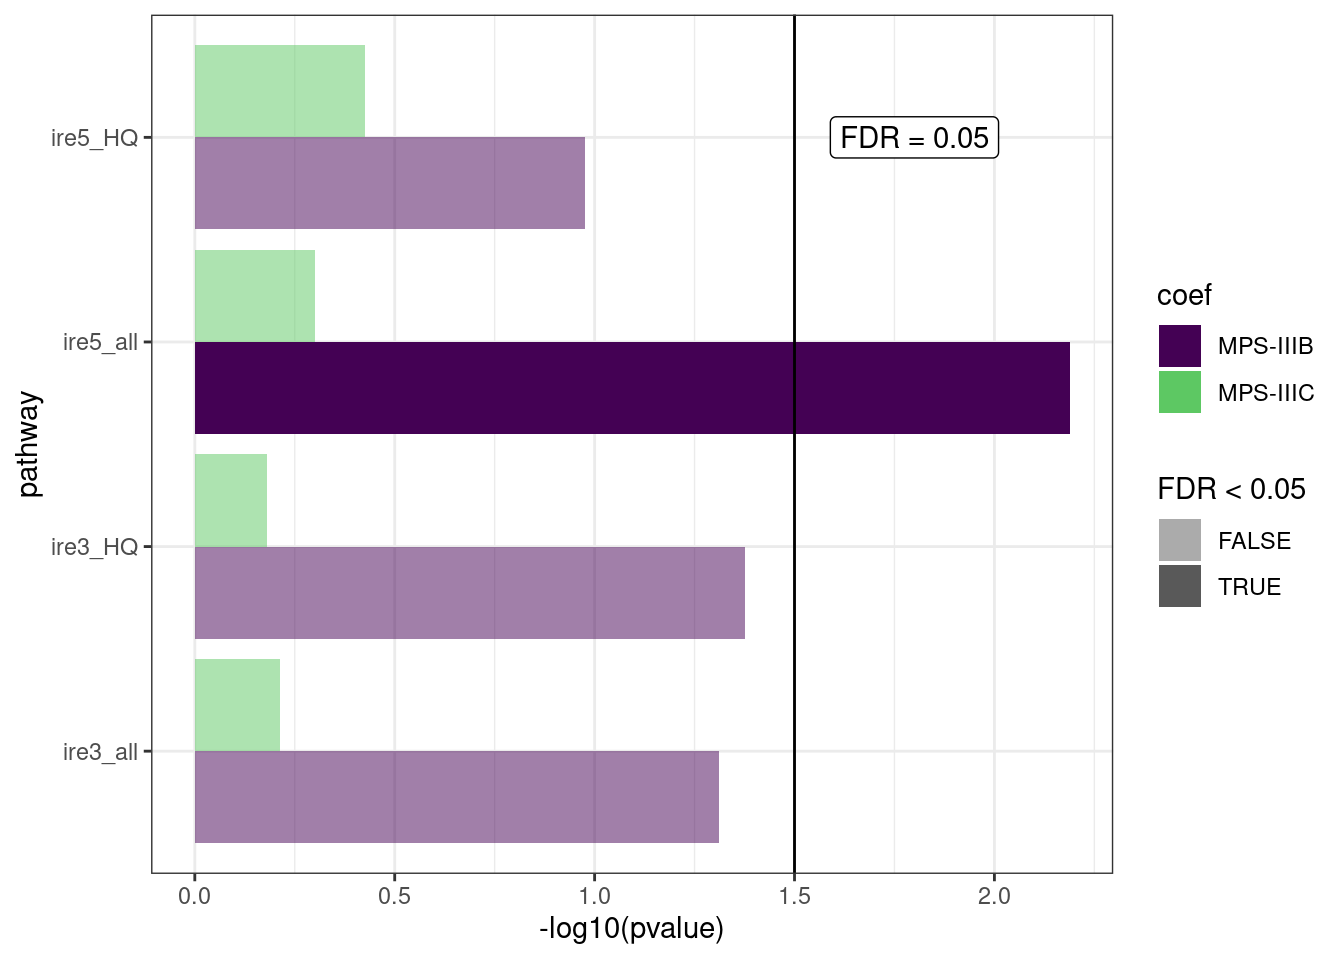 ire5_HQ
ire5_all
ire3_HQ
ire3_all
pathway
FDR = 0.05
0.0 0.5 1.0 1.5 2.0
-log10(pvalue)
coef
MPS-IIIB
MPS-IIIC
FDR < 0.05
FALSE
TRUE